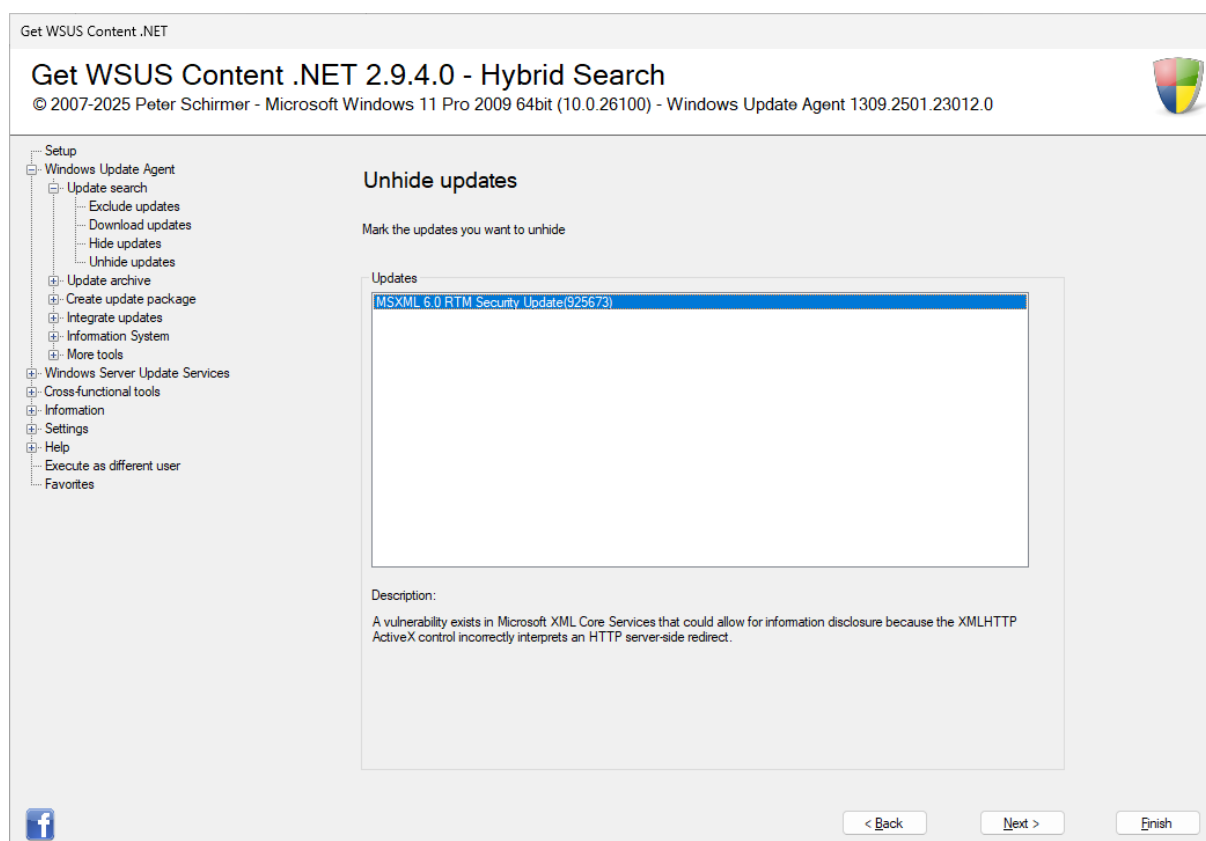 Get WSUS Content .NET
Get WSUS Content .NET 2.9.4.0 - Hybrid Search
© 2007-2025 Peter Schirmer - Microsoft Windows 11 Pro 2009 64bit (10.0.26100) - Windows Update Agent 1309.2501.23012.0
Setup
Windows Update Agent
Update search
Exclude updates
Download updates
Hide updates
Unhide updates
Update archive
Create update package
Integrate updates
Information System
More tools
Windows Server Update Services
Cross-functional tools
Information
Settings
Help
Execute as different user
Favorites
Unhide updates
Mark the updates you want to unhide
Updates
MSXML 6.0 RTM Security Update(925673)
Description:
A vulnerability exists in Microsoft XML Core Services that could allow for information disclosure because the XMLHTTP
ActiveX control incorrectly interprets an HTTP server-side redirect.
f
< Back
Next >
Finish